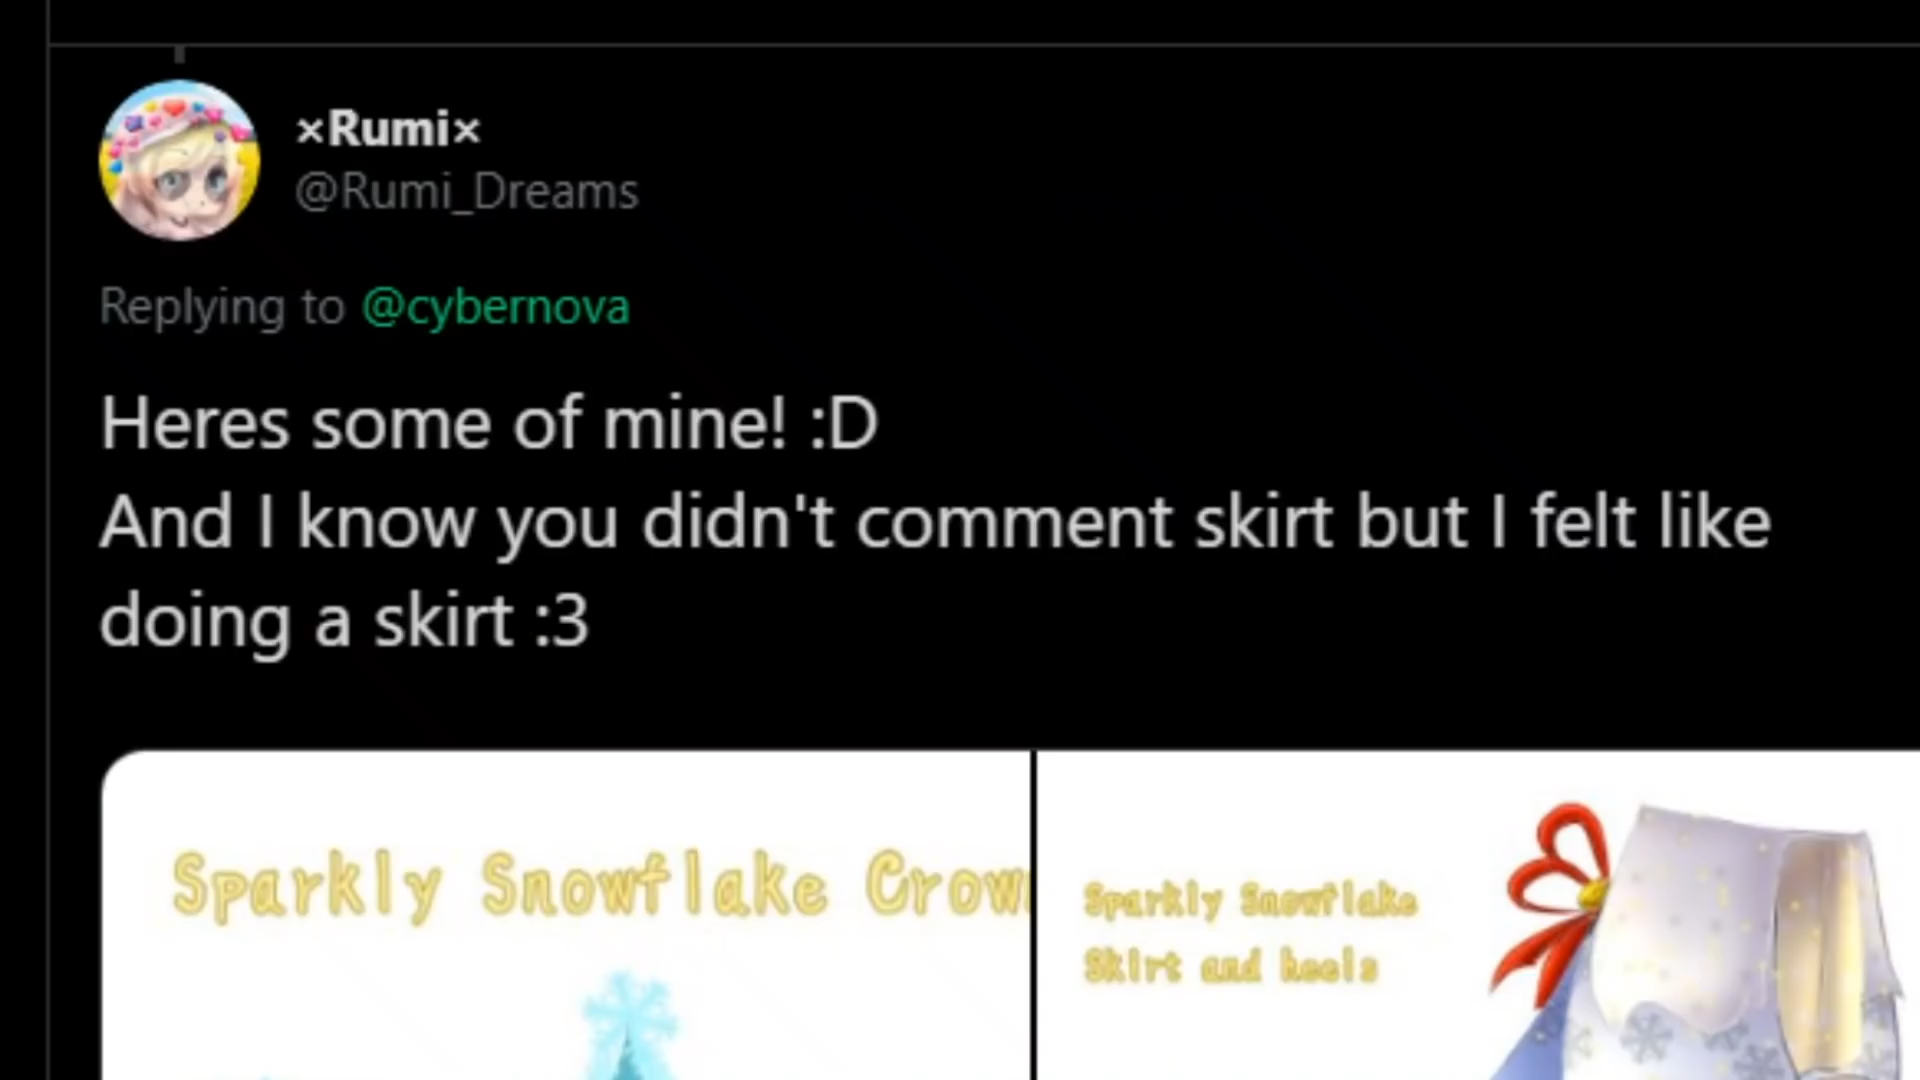 ×Rumi×
@Rumi_Dreams
Replying to @cybernova
Heres some of mine! :D
And I know you didn't comment skirt but I felt like
doing a skirt :3
Sparkly Snowflake Crow
Sparkly Snowflake
Skirt and heels